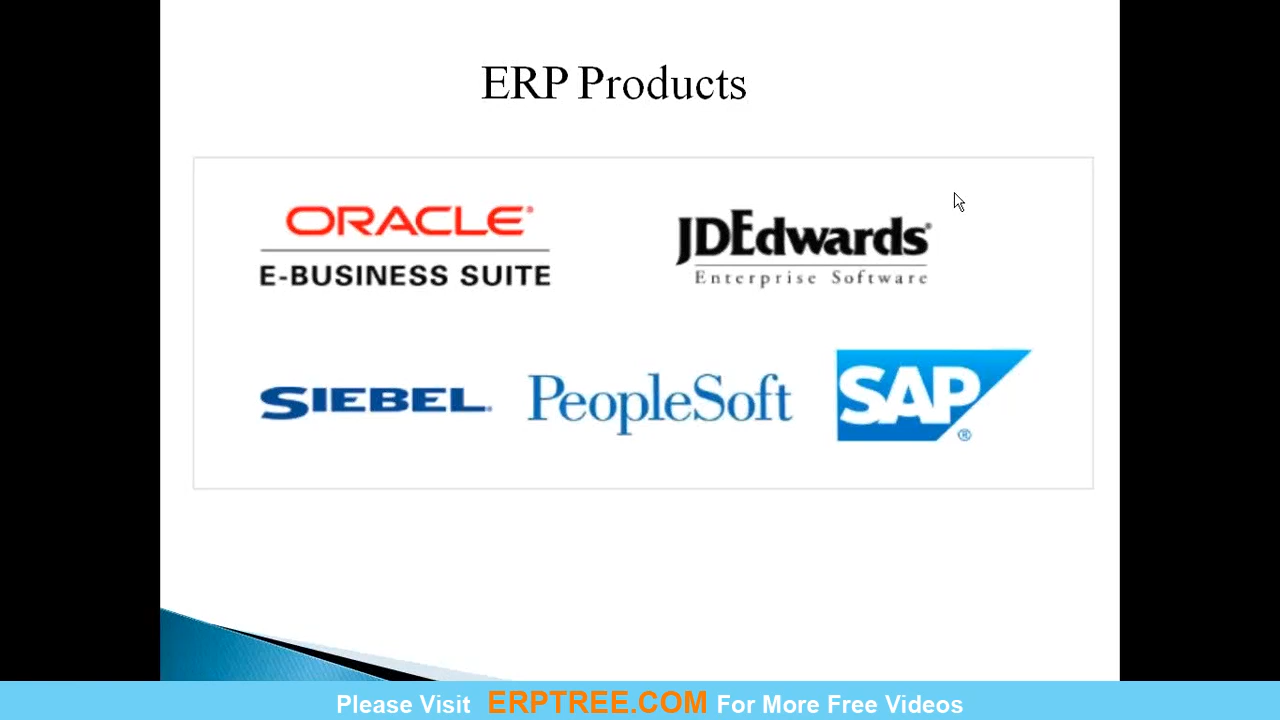 ERP Products
ORACLE®
E-BUSINESS SUITE
JDEdwards®
Enterprise Software
SIEBEL®
PeopleSoft
SAP®
Please Visit ERPTREE.COM For More Free Videos